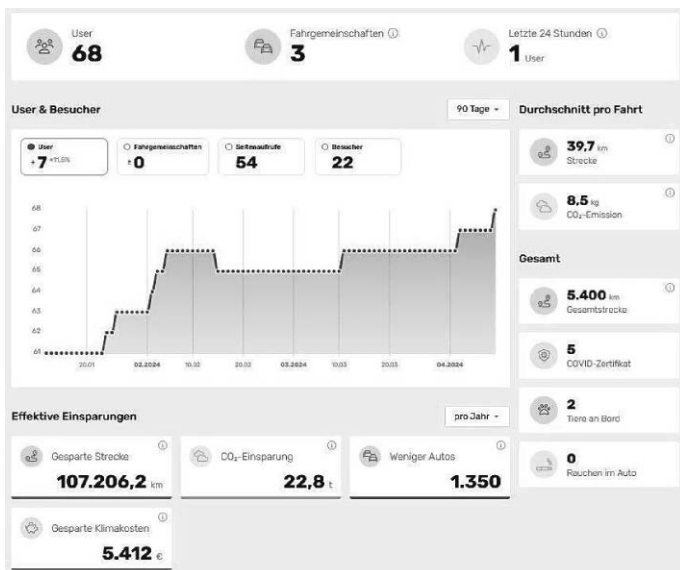 User
68
Fahrgemeinschaften
3
Letzte 24 Stunden
1 User
User & Besucher
90 Tage
User
+7 +11,5%
Fahrgemeinschaften
±0
Seitenaufrufe
54
Besucher
22
68
67
66
65
64
63
62
61
20.01
02.2024
10.02
20.02
03.2024
10.03
20.03
04.2024
Durchschnitt pro Fahrt
39,7 km
Strecke
8,5 kg
CO₂-Emission
Gesamt
5.400 km
Gesamtstrecke
5
COVID-Zertifikat
2
Tiere an Bord
0
Rauchen im Auto
Effektive Einsparungen
pro Jahr
Gesparte Strecke
107.206,2 km
CO₂-Einsparung
22,8 t
Weniger Autos
1.350
Gesparte Klimakosten
5.412 €